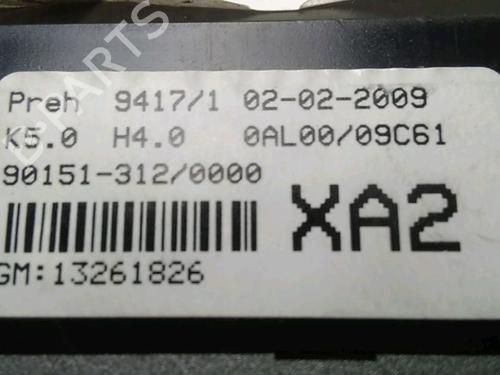 Preh 9417/1 02-02-2009
K5.0 H4.0 0AL00/09C61
90151-312/0000
XA2
GM:13261826